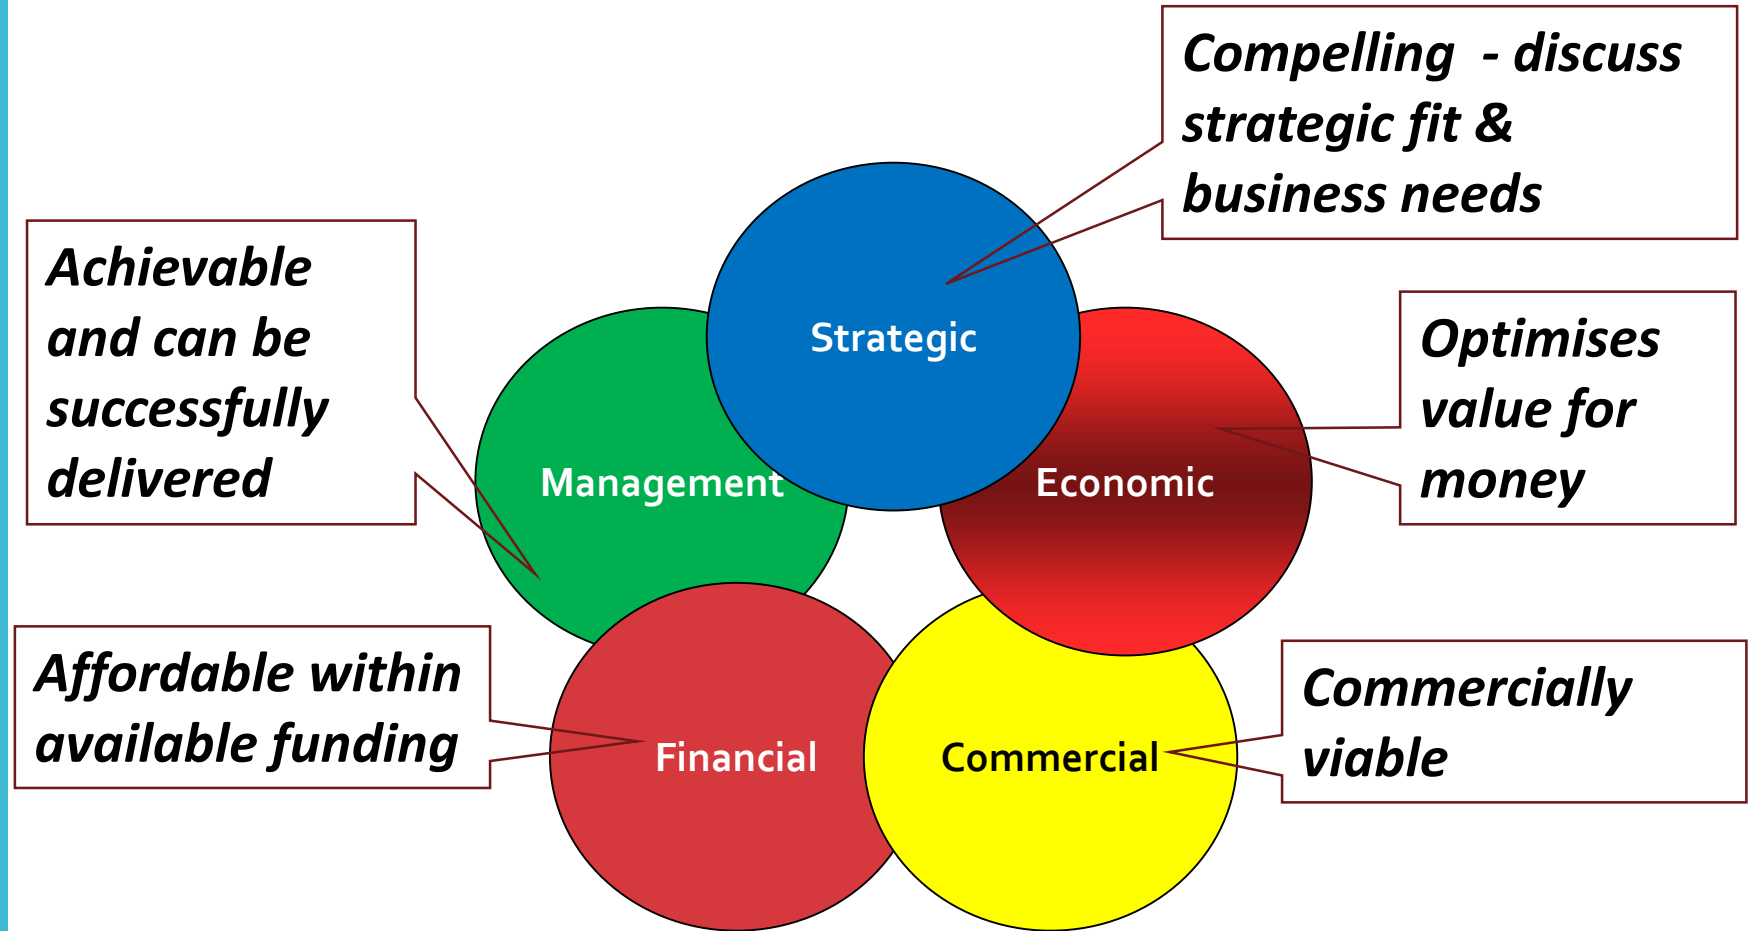 Compelling - discuss
strategic fit &
business needs
Achievable
and can be
successfully
delivered
Strategic
Optimises
value for
money
Management
Economic
Affordable within
available funding
Financial
Commercial
Commercially
viable